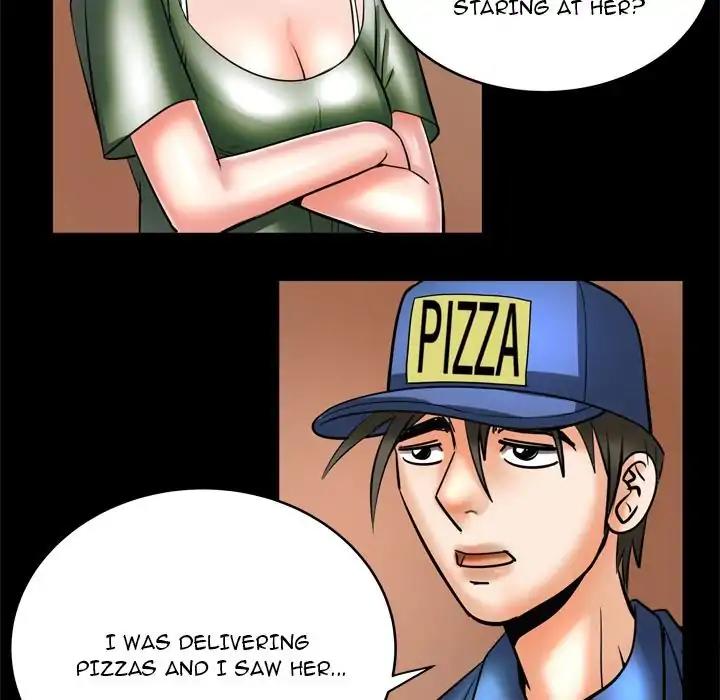 STARING AT HER?
PIZZA
I WAS DELIVERING
PIZZAS AND I SAW HER...